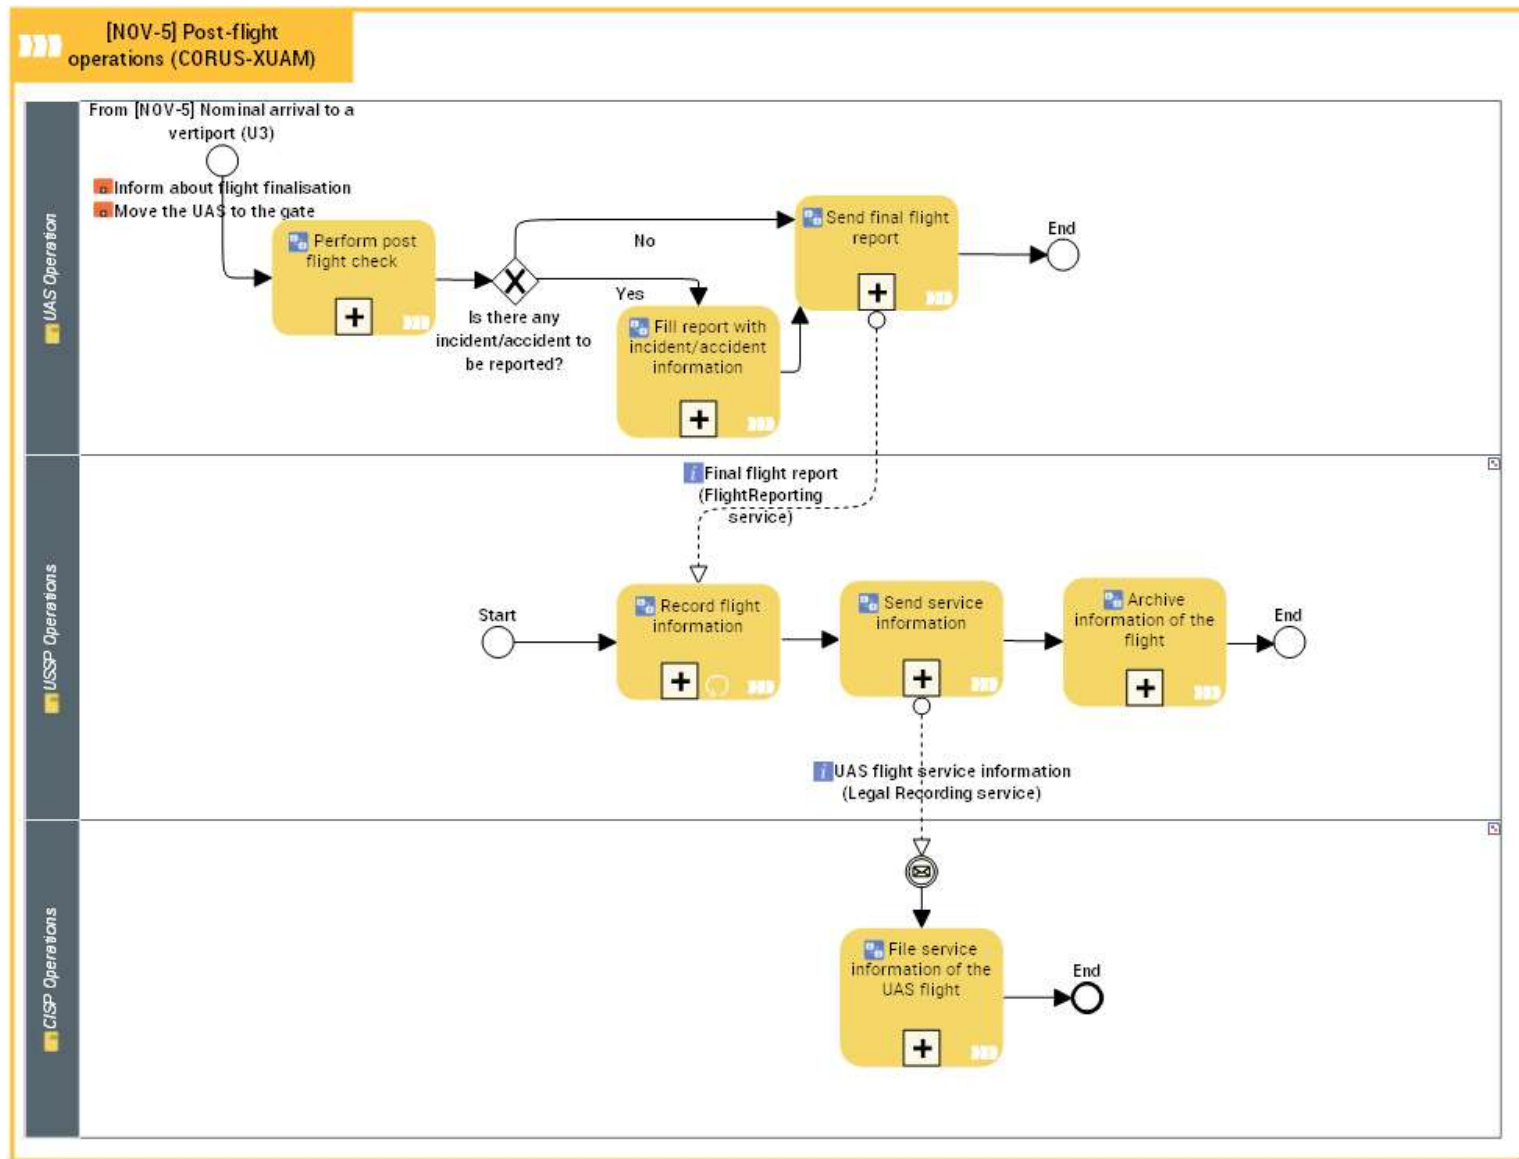 [NOV-5] Post-flight
operations (CORUS-XUAM)
UAS Operation
From [NOV-5] Nominal arrival to a
vertiport (U3)
Inform about flight finalisation
Move the UAS to the gate
Perform post
flight check
Is there any
incident/accident to
be reported?
No
Yes
Fill report with
incident/accident
information
Send final flight
report
End
USSP Operations
Final flight report
(FlightReporting
service)
Start
Record flight
information
Send service
information
Archive
information of the
flight
End
UAS flight service information
(Legal Recording service)
CISP Operations
File service
information of the
UAS flight
End